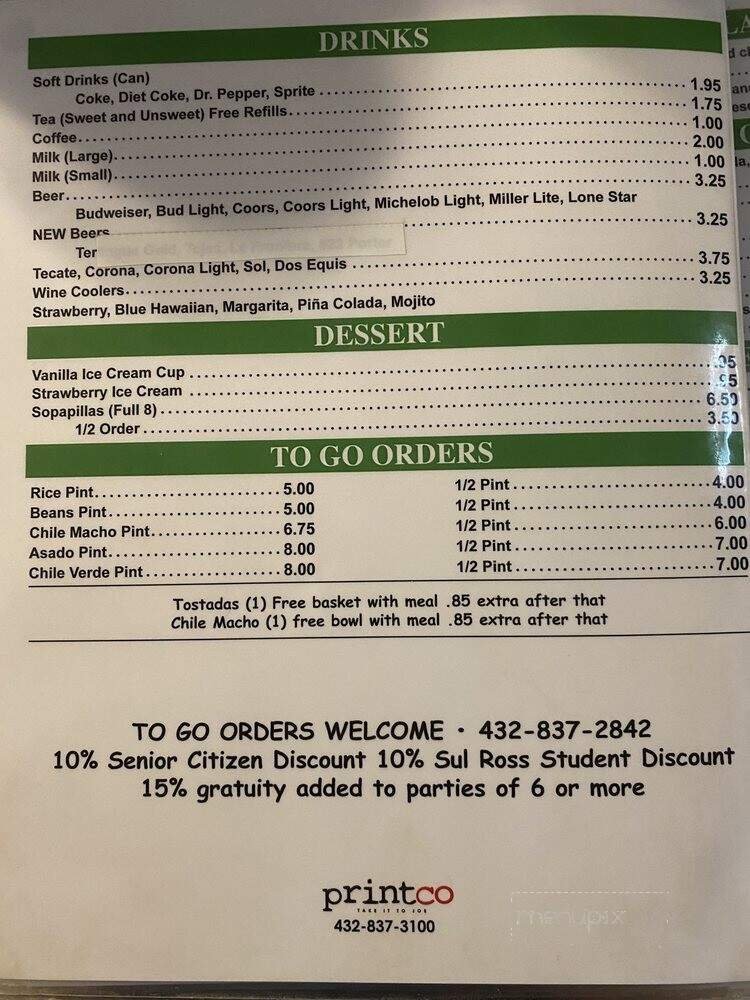 DRINKS
Soft Drinks (Can)
Coke, Diet Coke, Dr. Pepper, Sprite 1.95
Tea (Sweet and Unsweet) Free Refills 1.75
Coffee 1.00
Milk (Large) 2.00
Milk (Small) 1.00
Beer 3.25
Budweiser, Bud Light, Coors, Coors Light, Michelob Light, Miller Lite, Lone Star
NEW Beers 3.25
Tecate, Corona, Corona Light, Sol, Dos Equis 3.75
Wine Coolers 3.25
Strawberry, Blue Hawaiian, Margarita, Piña Colada, Mojito
DESSERT
Vanilla Ice Cream Cup
Strawberry Ice Cream
Sopapillas (Full 8) 6.50
1/2 Order 3.50
TO GO ORDERS
Rice Pint 5.00 1/2 Pint 4.00
Beans Pint 5.00 1/2 Pint 4.00
Chile Macho Pint 6.75 1/2 Pint 6.00
Asado Pint 8.00 1/2 Pint 7.00
Chile Verde Pint 8.00 1/2 Pint 7.00
Tostadas (1) Free basket with meal .85 extra after that
Chile Macho (1) free bowl with meal .85 extra after that
TO GO ORDERS WELCOME • 432-837-2842
10% Senior Citizen Discount 10% Sul Ross Student Discount
15% gratuity added to parties of 6 or more
printco
TAKE IT TO JOE
432-837-3100
menupix